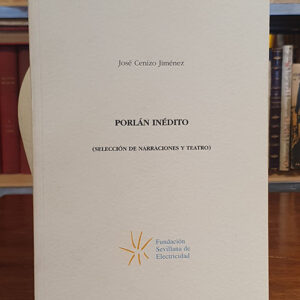 José Cenizo Jiménez
PORLÁN INÉDITO
(SELECCIÓN DE NARRACIONES Y TEATRO)
Fundación
Sevillana de
Electricidad